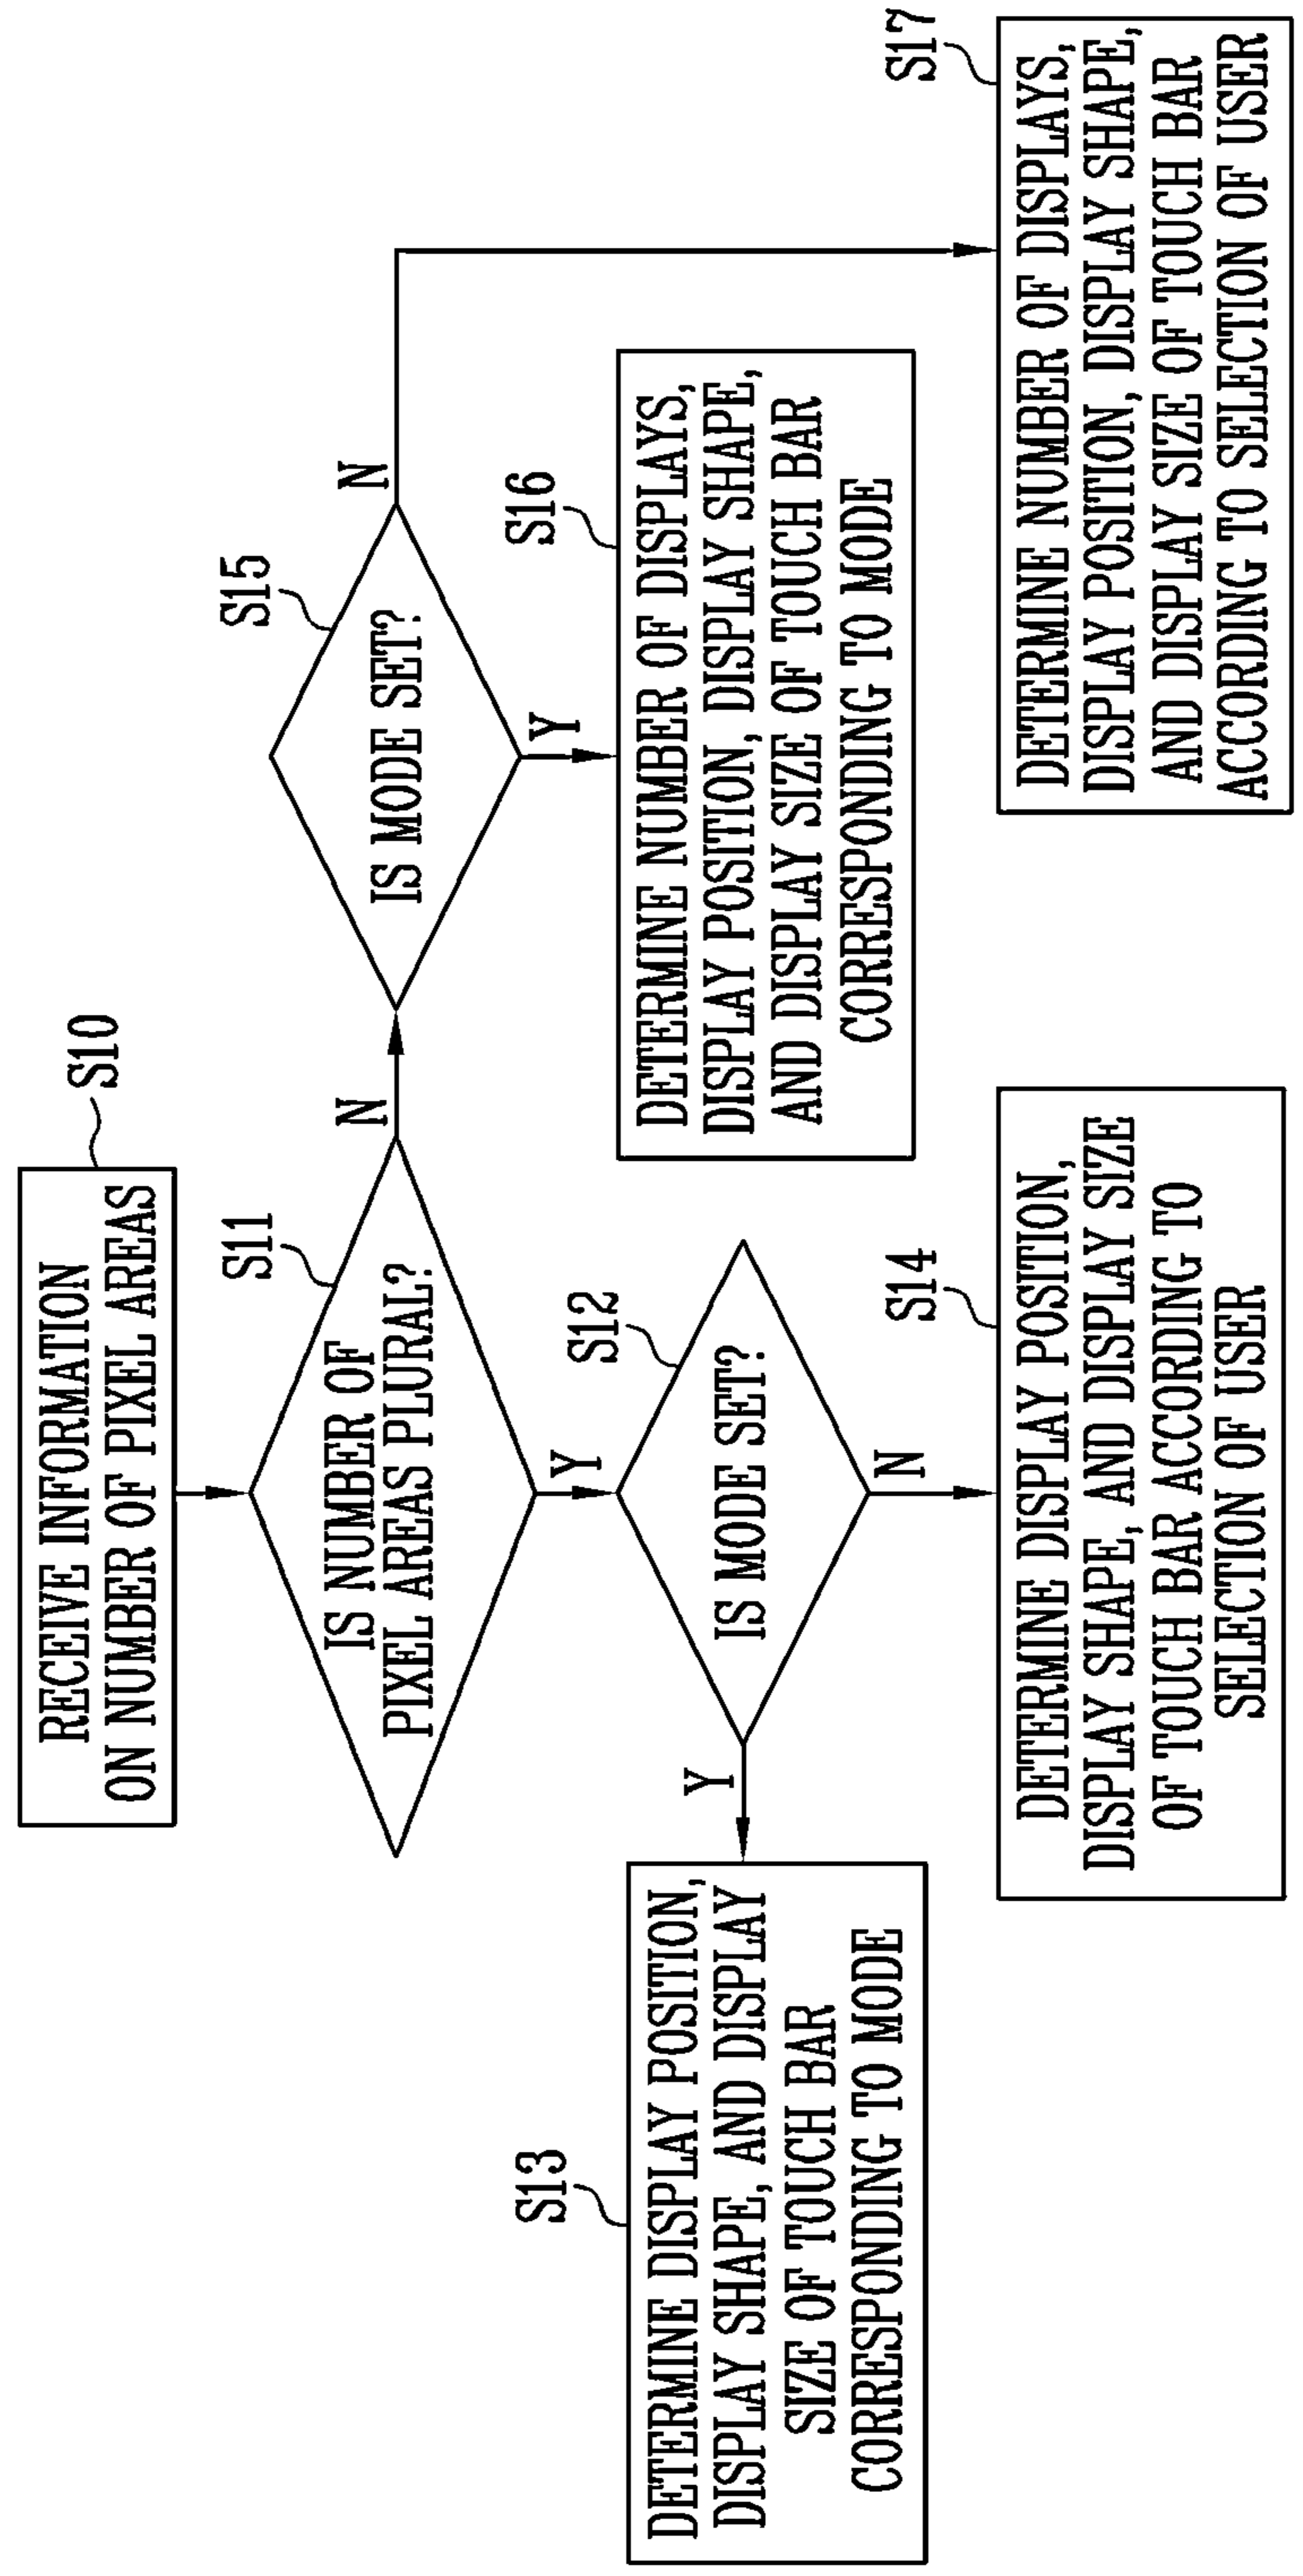 S10
RECEIVE INFORMATION
ON NUMBER OF PIXEL AREAS
S11
IS NUMBER OF
PIXEL AREAS PLURAL?
N
Y
S15
IS MODE SET?
N
Y
S12
IS MODE SET?
Y
N
S13
DETERMINE DISPLAY POSITION,
DISPLAY SHAPE, AND DISPLAY
SIZE OF TOUCH BAR
CORRESPONDING TO MODE
S16
DETERMINE NUMBER OF DISPLAYS,
DISPLAY POSITION, DISPLAY SHAPE,
AND DISPLAY SIZE OF TOUCH BAR
CORRESPONDING TO MODE
S14
DETERMINE DISPLAY POSITION,
DISPLAY SHAPE, AND DISPLAY SIZE
OF TOUCH BAR ACCORDING TO
SELECTION OF USER
S17
DETERMINE NUMBER OF DISPLAYS,
DISPLAY POSITION, DISPLAY SHAPE,
AND DISPLAY SIZE OF TOUCH BAR
ACCORDING TO SELECTION OF USER